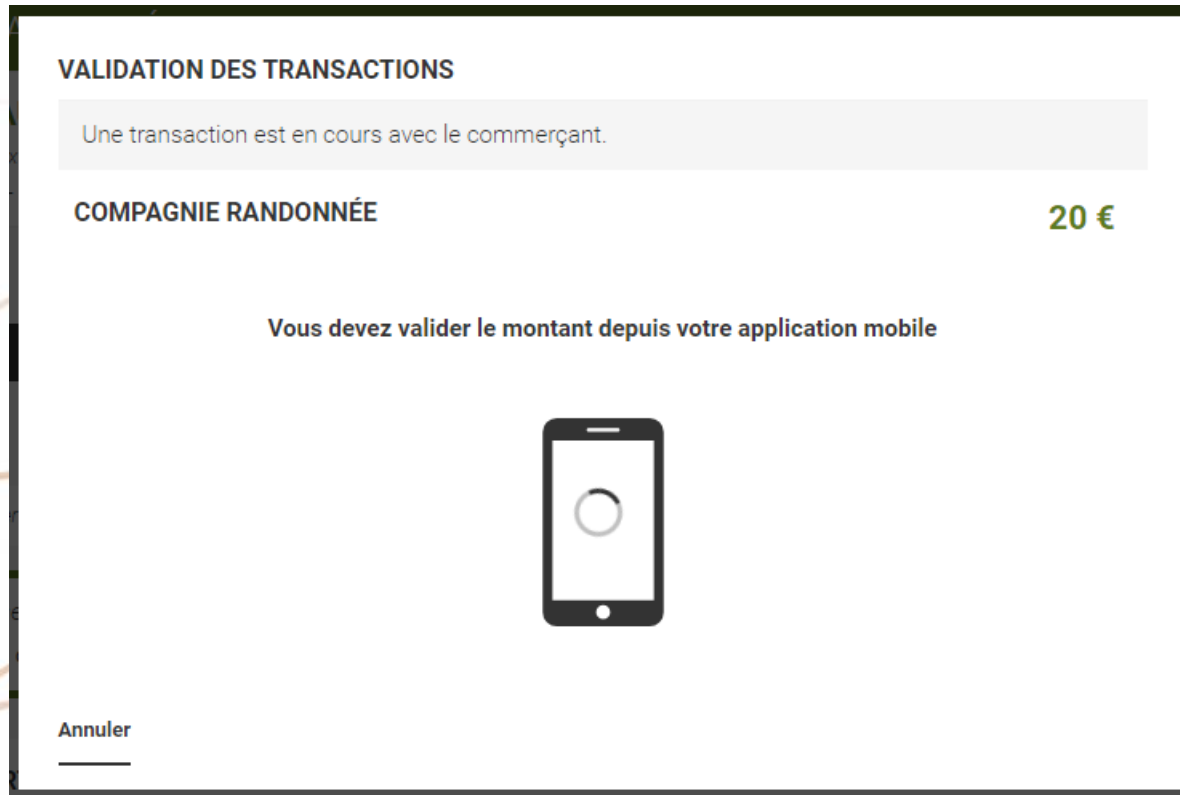 VALIDATION DES TRANSACTIONS
Une transaction est en cours avec le commerçant.
COMPAGNIE RANDONNÉE
20 €
Vous devez valider le montant depuis votre application mobile
Annuler